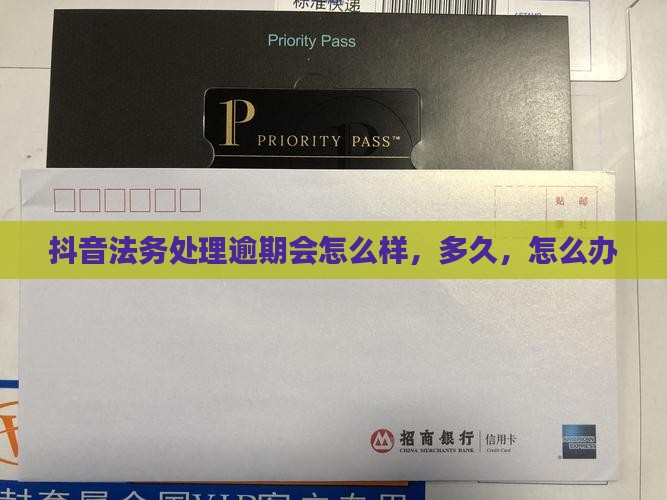 标准快递
Priority Pass
P PRIORITY PASS™
贴 邮
票 处
抖音法务处理逾期会怎么样，多久，怎么办
招商银行 信用卡
CHINA MERCHANTS BANK Credit Card
AMERICAN
EXPRESS